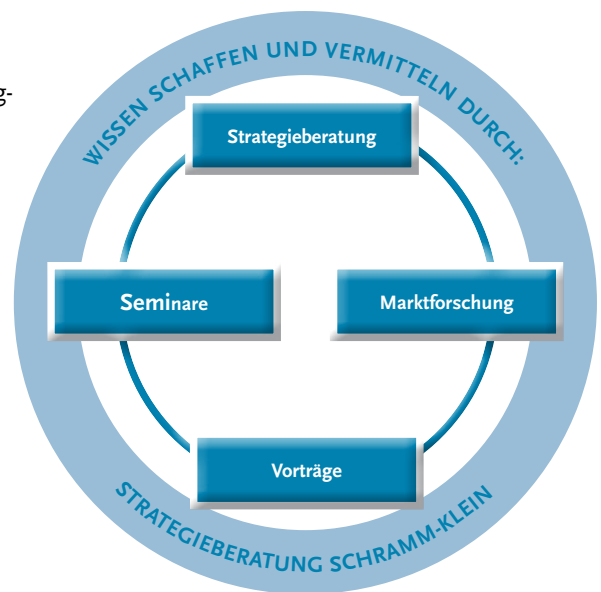 g-
WISSEN SCHAFFEN UND VERMITTELN DURCH:
Strategieberatung
Seminare
Marktforschung
Vorträge
STRATEGIEBERATUNG SCHRAMM-KLEIN